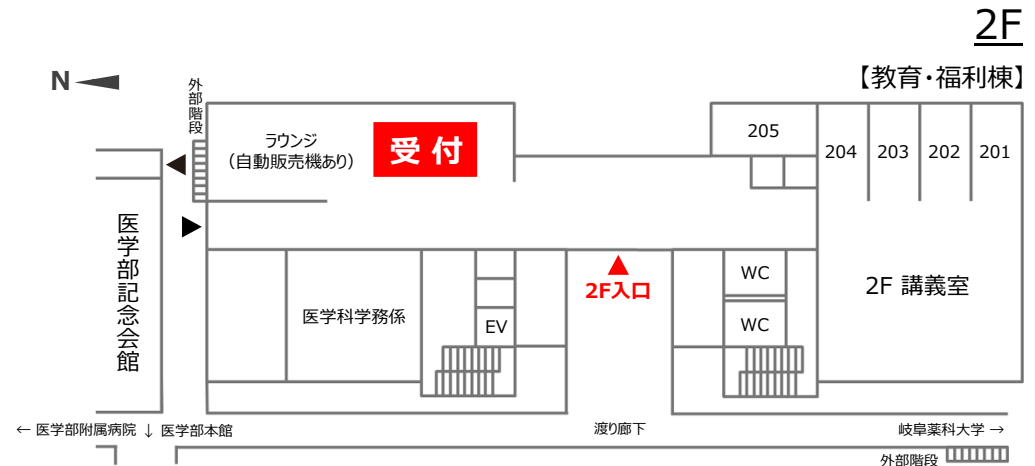 2F
【教育・福利棟】
N
外部階段
ラウンジ
（自動販売機あり）
受付
205
204
203
202
201
医学部記念会館
2F入口
WC
WC
2F 講義室
医学科学務係
EV
← 医学部附属病院
↓ 医学部本館
渡り廊下
岐阜薬科大学 →
外部階段